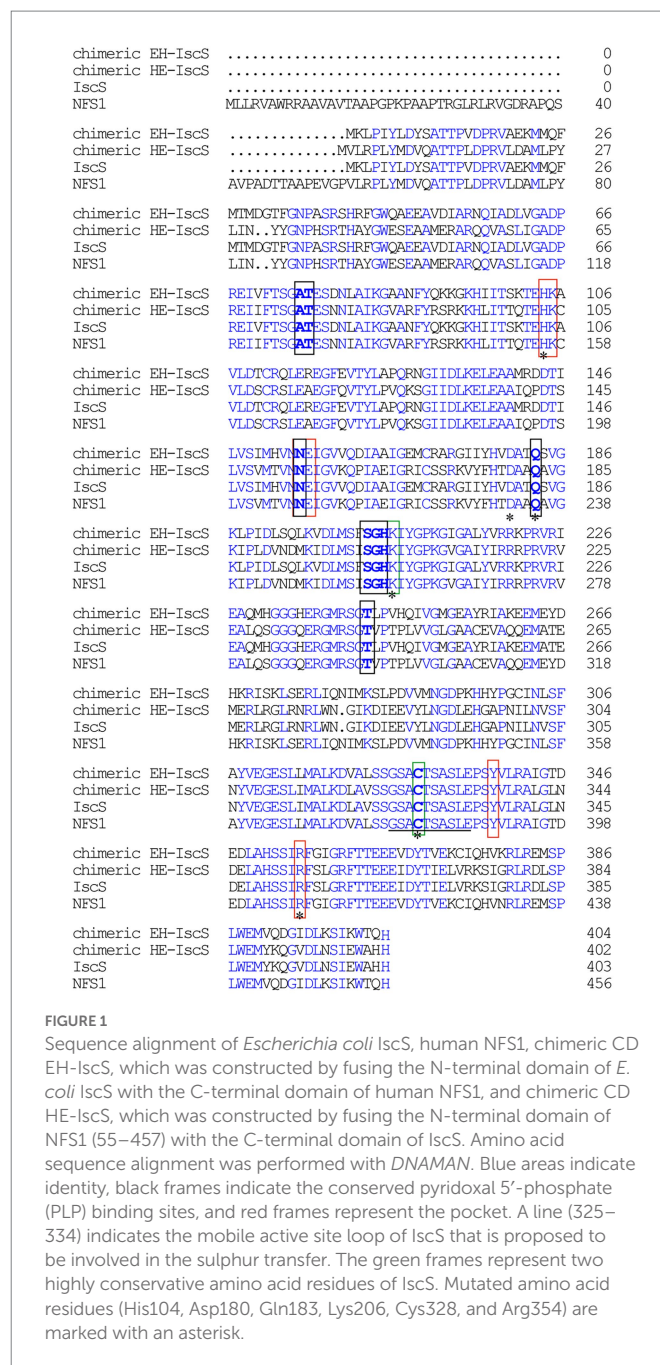 chimeric EH-IscS ........................................ 0
chimeric HE-IscS ........................................ 0
IscS ........................................ 0
NFS1 MLLRVAWRRAAVAVTAAPGPKPAAPTRGLRLRVGDRAPQS 40
chimeric EH-IscS ..............MKLPIYLDYSATTPVDPRVAEKMMQF 26
chimeric HE-IscS .............MVLRPLYMDVQATTPLDPRVLDAMLPY 27
IscS ..............MKLPIYLDYSATTPVDPRVAEKMMQF 26
NFS1 AVPADTTAAPEVGPVLRPLYMDVQATTPLDPRVLDAMLPY 80
chimeric EH-IscS MTMDGTFGNPASRSHRFGWQAEEAVDIARNQIADLVGADP 66
chimeric HE-IscS LIN..YYGNPHSRTHAYGWESEAAMERARQQVASLIGADP 65
IscS MTMDGTFGNPASRSHRFGWQAEEAVDIARNQIADLVGADP 66
NFS1 LIN..YYGNPHSRTHAYGWESEAAMERARQQVASLIGADP 118
chimeric EH-IscS REIVFTSGATESDNLAIKGAANFYQKKGKHIITSKTEHKA 106
chimeric HE-IscS REIIFTSGATESNNIAIKGVARFYRSRKKHLITTQTEHKC 105
IscS REIVFTSGATESDNLAIKGAANFYQKKGKHIITSKTEHKA 106
NFS1 REIIFTSGATESNNIAIKGVARFYRSRKKHLITTQTEHKC 158
*
chimeric EH-IscS VLDTCRQLEREGFEVTYLAPQRNGIIDLKELEAAMRDDTI 146
chimeric HE-IscS VLDSCRSLEAEGFQVTYLPVQKSGIIDLKELEAAIQPDTS 145
IscS VLDTCRQLEREGFEVTYLAPQRNGIIDLKELEAAMRDDTI 146
NFS1 VLDSCRSLEAEGFQVTYLPVQKSGIIDLKELEAAIQPDTS 198
chimeric EH-IscS LVSIMHVNNEIGVVQDIAAIGEMCRARGIIYHVDATQSVG 186
chimeric HE-IscS LVSVMTVNNEIGVKQPIAEIGRICSSRKVYFHTDAAQAVG 185
IscS LVSIMHVNNEIGVVQDIAAIGEMCRARGIIYHVDATQSVG 186
NFS1 LVSVMTVNNEIGVKQPIAEIGRICSSRKVYFHTDAAQAVG 238
* *
chimeric EH-IscS KLPIDLSQLKVDLMSFSGHKIYGPKGIGALYVRRKPRVRI 226
chimeric HE-IscS KIPLDVNDMKIDLMSISGHKIYGPKGVGAIYIRRRPRVRV 225
IscS KLPIDLSQLKVDLMSFSGHKIYGPKGIGALYVRRKPRVRI 226
NFS1 KIPLDVNDMKIDLMSISGHKIYGPKGVGAIYIRRRPRVRV 278
*
chimeric EH-IscS EAQMHGGGHERGMRSGTLPVHQIVGMGEAYRIAKEEMEYD 266
chimeric HE-IscS EALQSGGGQERGMRSGTVPTPLVVGLGAACEVAQQEMATE 265
IscS EAQMHGGGHERGMRSGTLPVHQIVGMGEAYRIAKEEMATE 266
NFS1 EALQSGGGQERGMRSGTVPTPLVVGLGAACEVAQQEMEYD 318
chimeric EH-IscS HKRISKLSERLIQNIMKSLPDVVMNGDPKHHYPGCINLSF 306
chimeric HE-IscS MERLRGLRNRLWN.GIKDIEEVYLNGDLEHGAPNILNVSF 304
IscS MERLRGLRNRLWN.GIKDIEEVYLNGDLEHGAPNILNVSF 305
NFS1 HKRISKLSERLIQNIMKSLPDVVMNGDPKHHYPGCINLSF 358
chimeric EH-IscS AYVEGESLLMALKDVALSSGSACTSASLEPSYVLRAIGTD 346
chimeric HE-IscS NYVEGESLIMALKDLAVSSGSACTSASLEPSYVLRALGLN 344
IscS NYVEGESLIMALKDLAVSSGSACTSASLEPSYVLRALGLN 345
NFS1 AYVEGESLLMALKDVALSSGSACTSASLEPSYVLRAIGTD 398
*
chimeric EH-IscS EDLAHSSIRFGIGRFTTEEEVDYTVEKCIQHVKRLREMSP 386
chimeric HE-IscS DELAHSSIRFSLGRFTTEEEIDYTIELVRKSIGRLRDLSP 384
IscS DELAHSSIRFSLGRFTTEEEIDYTIELVRKSIGRLRDLSP 385
NFS1 EDLAHSSIRFGIGRFTTEEEVDYTVEKCIQHVNRLREMSP 438
*
chimeric EH-IscS LWEMVQDGIDLKSIKWTQH 404
chimeric HE-IscS LWEMYKQGVDLNSIEWAHH 402
IscS LWEMYKQGVDLNSIEWAHH 403
NFS1 LWEMVQDGIDLKSIKWTQH 456
FIGURE 1
Sequence alignment of Escherichia coli IscS, human NFS1, chimeric CD
EH-IscS, which was constructed by fusing the N-terminal domain of E.
coli IscS with the C-terminal domain of human NFS1, and chimeric CD
HE-IscS, which was constructed by fusing the N-terminal domain of
NFS1 (55–457) with the C-terminal domain of IscS. Amino acid
sequence alignment was performed with DNAMAN. Blue areas indicate
identity, black frames indicate the conserved pyridoxal 5′-phosphate
(PLP) binding sites, and red frames represent the pocket. A line (325–
334) indicates the mobile active site loop of IscS that is proposed to
be involved in the sulphur transfer. The green frames represent two
highly conservative amino acid residues of IscS. Mutated amino acid
residues (His104, Asp180, Gln183, Lys206, Cys328, and Arg354) are
marked with an asterisk.